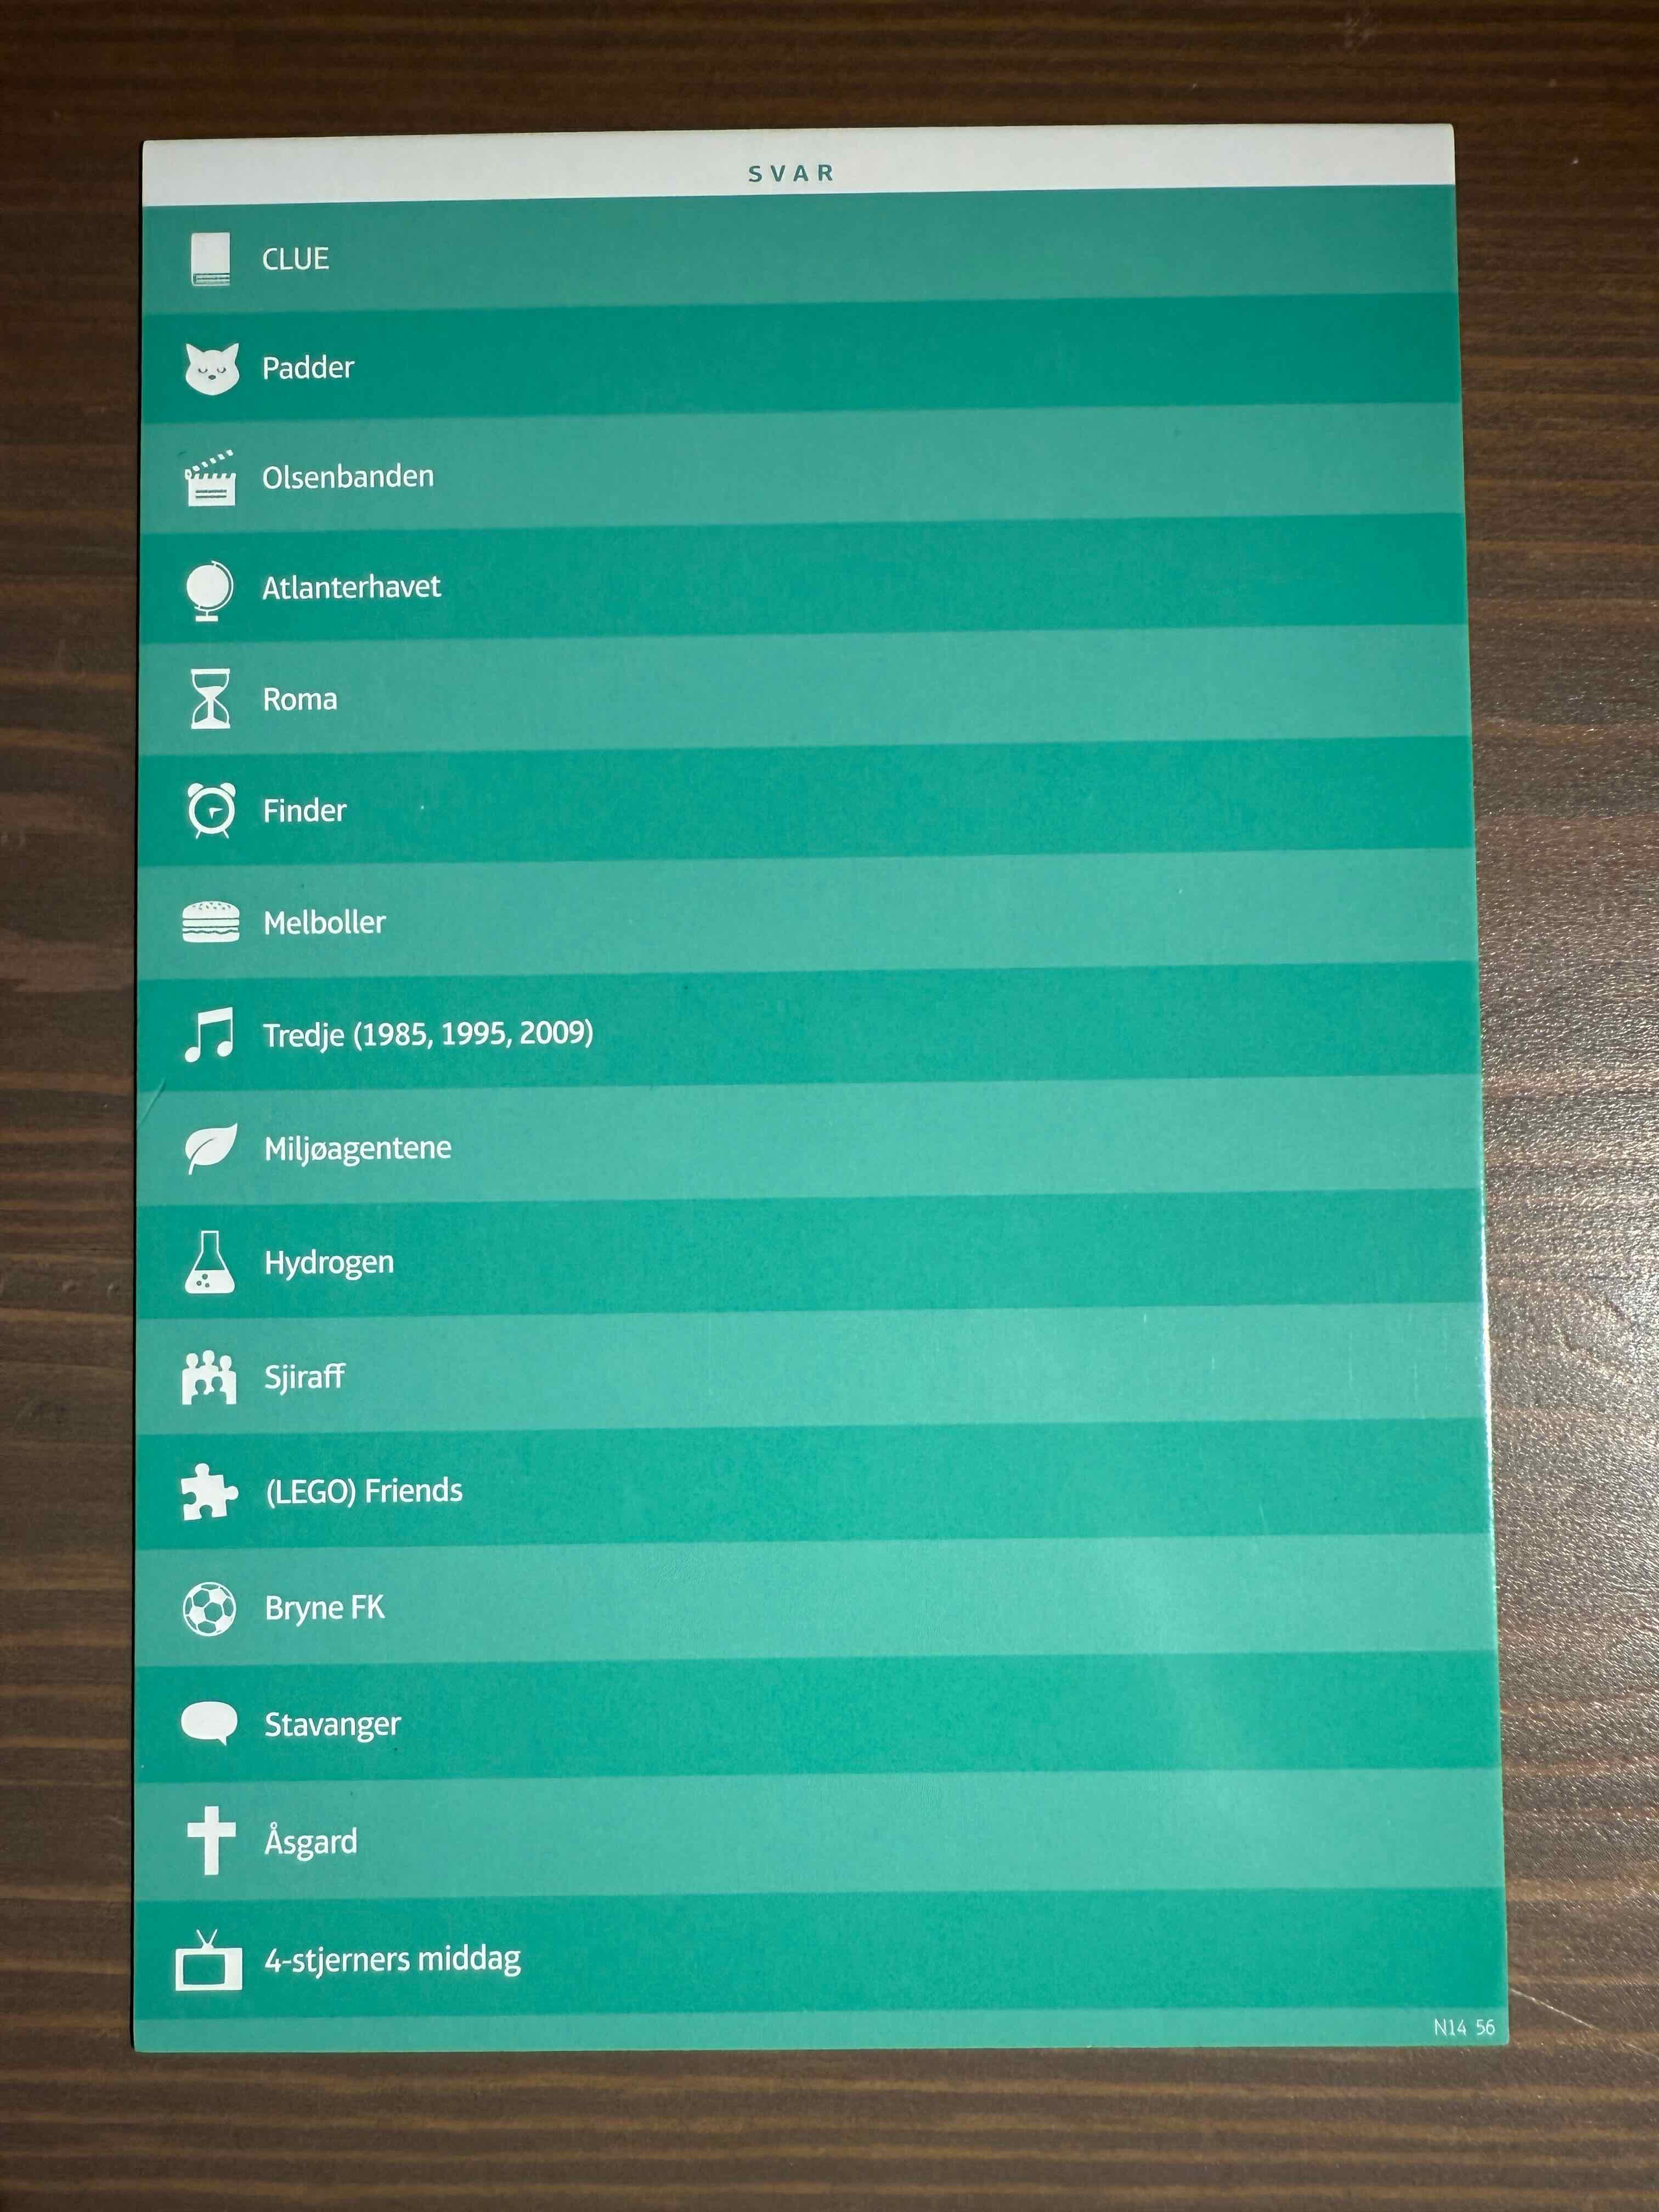 SVAR
CLUE
Padder
Olsenbanden
Atlanterhavet
Roma
Finder
Melboller
Tredje (1985, 1995, 2009)
Miljøagentene
Hydrogen
Sjiraff
(LEGO) Friends
Bryne FK
Stavanger
Åsgard
4-stjerners middag
N14 56